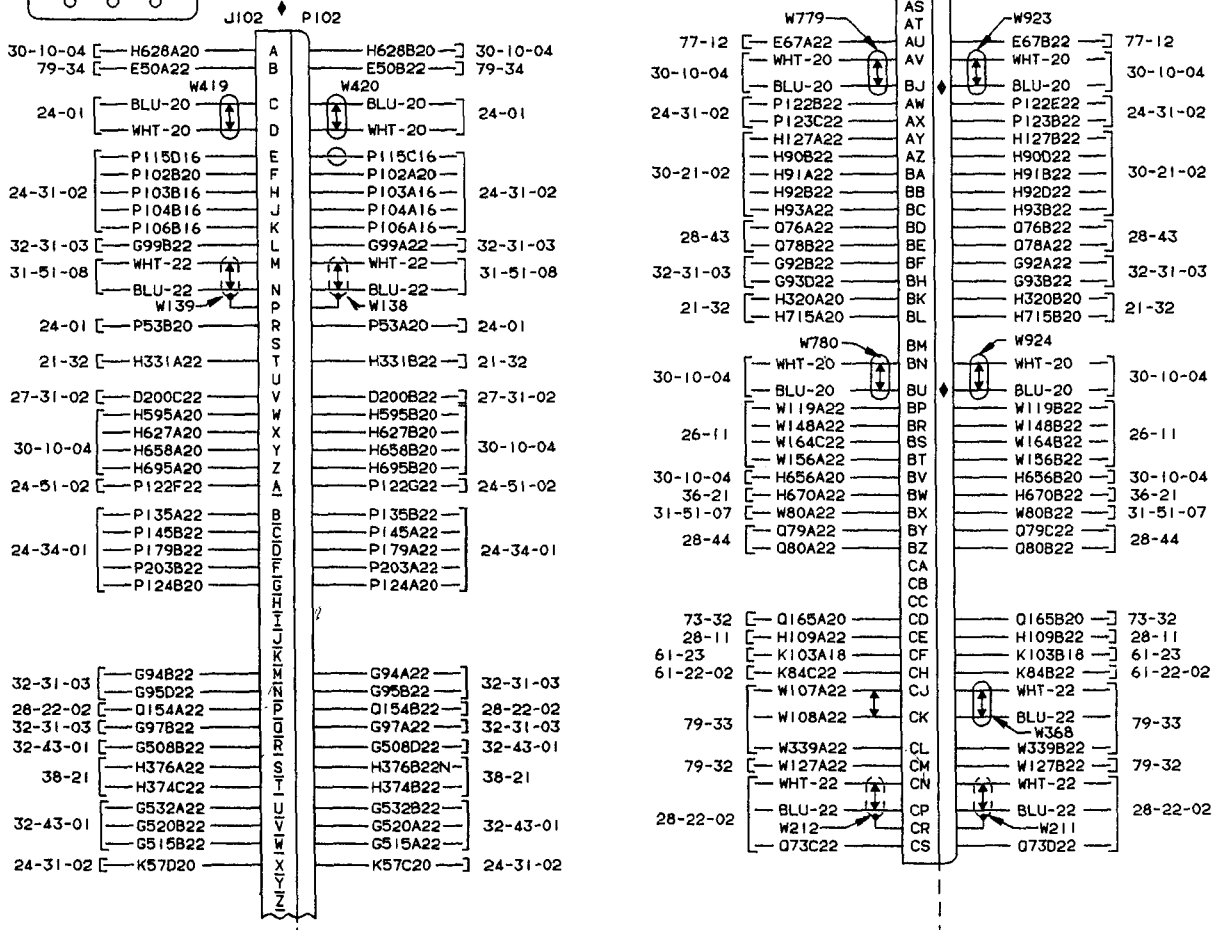 J102 P102
30-10-04 H628A20 A H628B20 30-10-04
79-34 E50A22 B E50B22 79-34
W419 W420
24-01 BLU-20 C BLU-20 24-01
WHT-20 D WHT-20
P115D16 E P115C16
P102B20 F P102A20
24-31-02 P103B16 H P103A16 24-31-02
P104B16 J P104A16
P106B16 K P106A16
32-31-03 G99B22 L G99A22 32-31-03
31-51-08 WHT-22 M WHT-22 31-51-08
BLU-22 N BLU-22
W139 P W138
24-01 P53B20 R P53A20 24-01
S
21-32 H331A22 T H331B22 21-32
U
27-31-02 D200C22 V D200B22 27-31-02
H595A20 W H595B20
H627A20 X H627B20
30-10-04 H658A20 Y H658B20 30-10-04
H695A20 Z H695B20
24-51-02 P122F22 A P122G22 24-51-02
P135A22 B P135B22
P145B22 C P145A22
24-34-01 P179B22 D P179A22 24-34-01
P203B22 F P203A22
P124B20 G P124A20
H
I
J
K
32-31-03 G94B22 M G94A22 32-31-03
G95D22 N G95B22
28-22-02 Q154A22 P Q154B22 28-22-02
32-31-03 G97B22 Q G97A22 32-31-03
32-43-01 G508B22 R G508D22 32-43-01
38-21 H376A22 S H376B22N 38-21
H374C22 T H374B22
G532A22 U G532B22
32-43-01 G520B22 V G520A22 32-43-01
G515B22 W G515A22
24-31-02 K57D20 X K57C20 24-31-02
Y
Z
AS
W779 AT W923
77-12 E67A22 AU E67B22 77-12
30-10-04 WHT-20 AV WHT-20 30-10-04
BLU-20 BJ BLU-20
24-31-02 P122B22 AW P122E22 24-31-02
P123C22 AX P123B22
H127A22 AY H127B22
H90B22 AZ H90D22
30-21-02 H91A22 BA H91B22 30-21-02
H92B22 BB H92D22
H93A22 BC H93B22
28-43 Q76A22 BD Q76B22 28-43
Q78B22 BE Q78A22
32-31-03 G92B22 BF G92A22 32-31-03
G93D22 BH G93B22
21-32 H320A20 BK H320B20 21-32
H715A20 BL H715B20
W780 BM W924
30-10-04 WHT-20 BN WHT-20 30-10-04
BLU-20 BU BLU-20
W119A22 BP W119B22
26-11 W148A22 BR W148B22 26-11
W164C22 BS W164B22
W156A22 BT W156B22
30-10-04 H656A20 BV H656B20 30-10-04
36-21 H670A22 BW H670B22 36-21
31-51-07 W80A22 BX W80B22 31-51-07
28-44 Q79A22 BY Q79C22 28-44
Q80A22 BZ Q80B22
CA
CB
CC
73-32 Q165A20 CD Q165B20 73-32
28-11 H109A22 CE H109B22 28-11
61-23 K103A18 CF K103B18 61-23
61-22-02 K84C22 CH K84B22 61-22-02
W107A22 CJ WHT-22
79-33 W108A22 CK BLU-22 79-33
W368
W339A22 CL W339B22
79-32 W127A22 CM W127B22 79-32
WHT-22 CN WHT-22
28-22-02 BLU-22 CP BLU-22 28-22-02
W212 CR W211
Q73C22 CS Q73D22